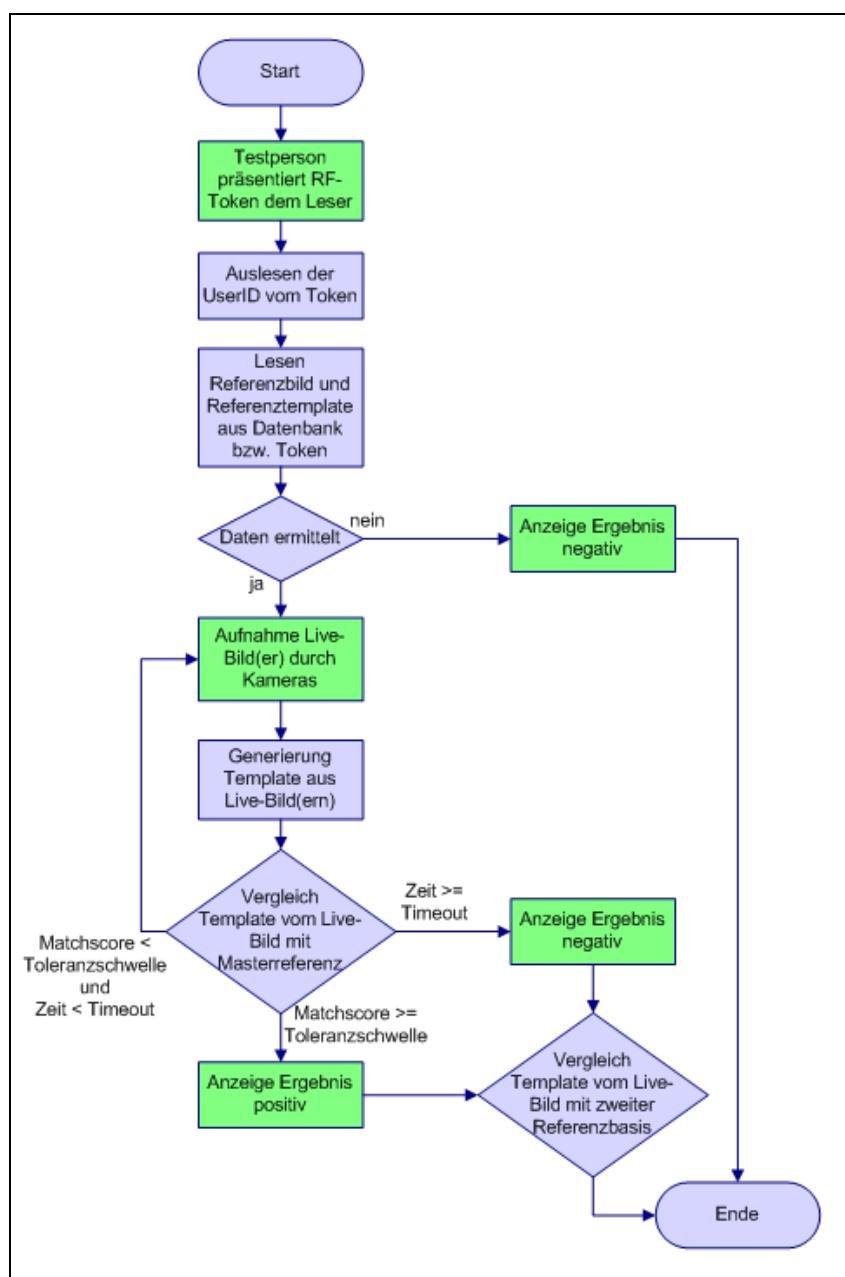 Start
Testperson
präsentiert RF-
Token dem Leser
Auslesen der
UserID vom Token
Lesen
Referenzbild und
Referenztemplate
aus Datenbank
bzw. Token
Daten ermittelt
nein
Anzeige Ergebnis
negativ
ja
Aufnahme Live-
Bild(er) durch
Kameras
Generierung
Template aus
Live-Bild(ern)
Vergleich
Template vom Live-
Bild mit
Masterreferenz
Zeit >=
Timeout
Anzeige Ergebnis
negativ
Matchscore <
Toleranzschwelle
und
Zeit < Timeout
Matchscore >=
Toleranzschwelle
Anzeige Ergebnis
positiv
Vergleich
Template vom Live-
Bild mit zweiter
Referenzbasis
Ende